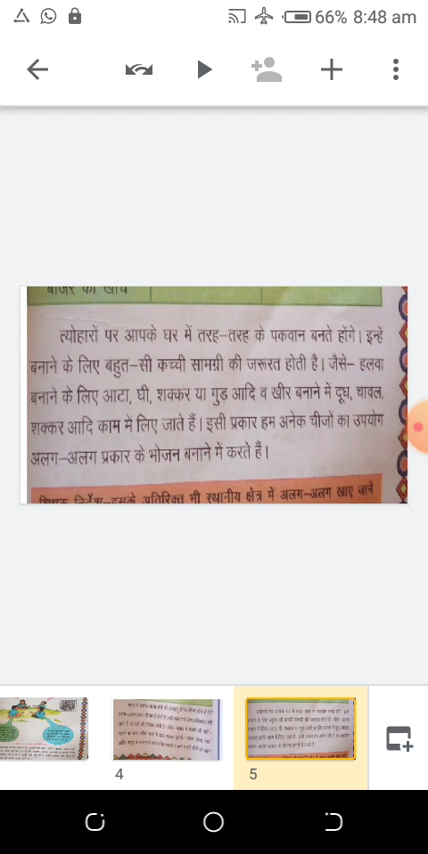 66% 8:48 am
बाजरे की खीच
त्योहारों पर आपके घर में तरह-तरह के पकवान बनते होंगे। इन्हें
बनाने के लिए बहुत-सी कच्ची सामग्री की जरूरत होती है। जैसे- हलवा
बनाने के लिए आटा, घी, शक्कर या गुड आदि व खीर बनाने में दूध, चावल,
शक्कर आदि काम में लिए जाते हैं। इसी प्रकार हम अनेक चीजों का उपयोग
अलग-अलग प्रकार के भोजन बनाने में करते हैं।
शिक्षक निर्देश-इसके अतिरिक्त भी स्थानीय क्षेत्र में अलग-अलग खाए जाने
4
5